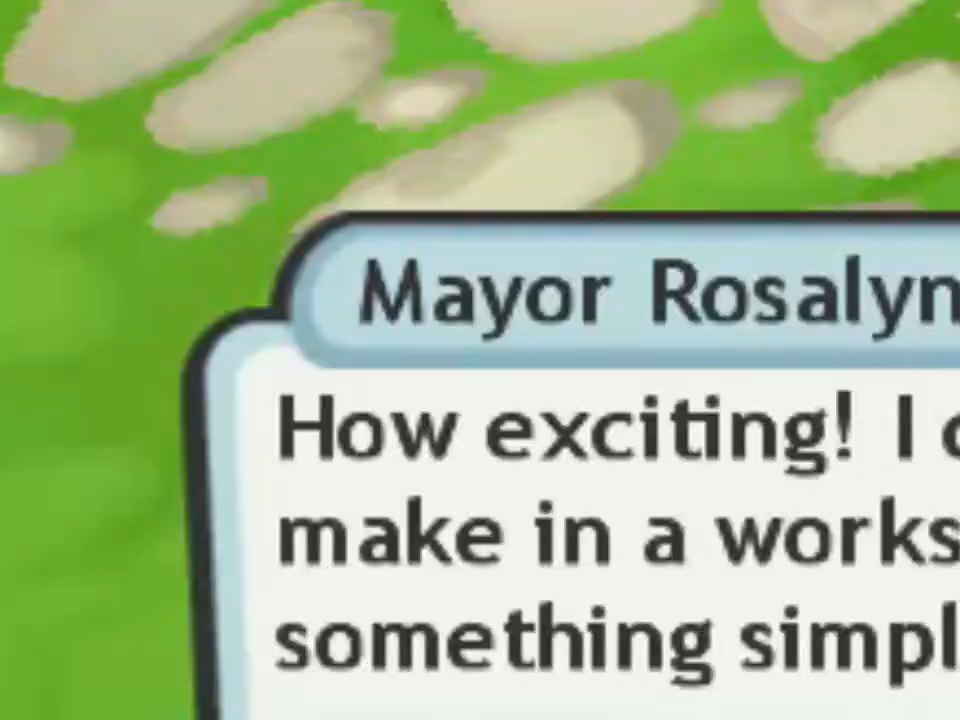 Mayor Rosalyn
How exciting! I
make in a works
something simpl